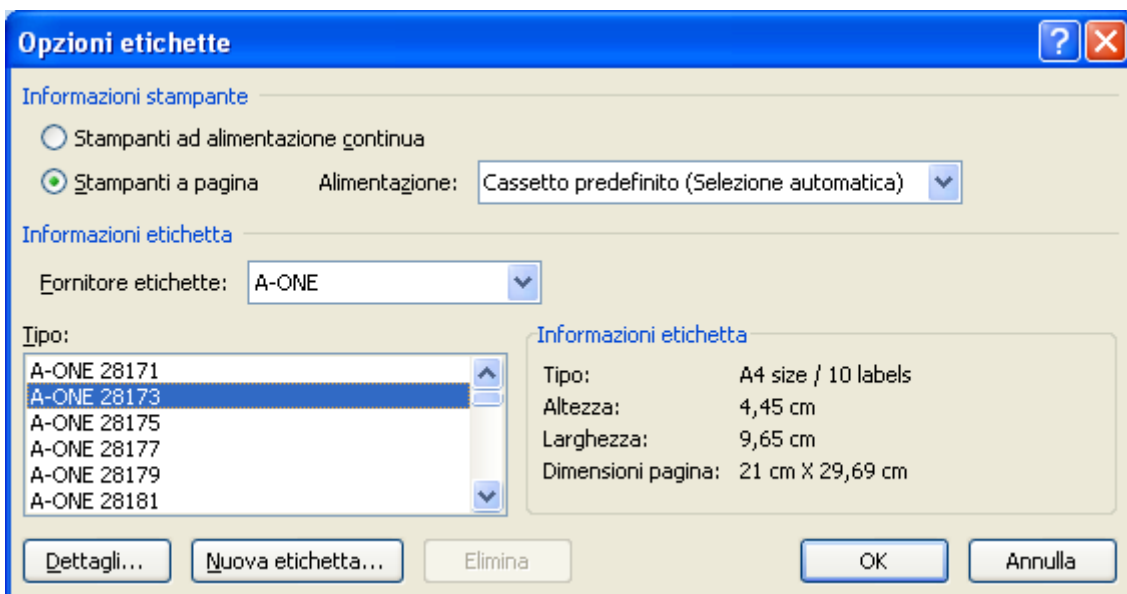 Opzioni etichette
?
Informazioni stampante
Stampanti ad alimentazione continua
Stampanti a pagina Alimentazione: Cassetto predefinito (Selezione automatica)
Informazioni etichetta
Fornitore etichette: A-ONE
Tipo:
A-ONE 28171
A-ONE 28173
A-ONE 28175
A-ONE 28177
A-ONE 28179
A-ONE 28181
Informazioni etichetta
Tipo: A4 size / 10 labels
Altezza: 4,45 cm
Larghezza: 9,65 cm
Dimensioni pagina: 21 cm X 29,69 cm
Dettagli... Nuova etichetta... Elimina OK Annulla